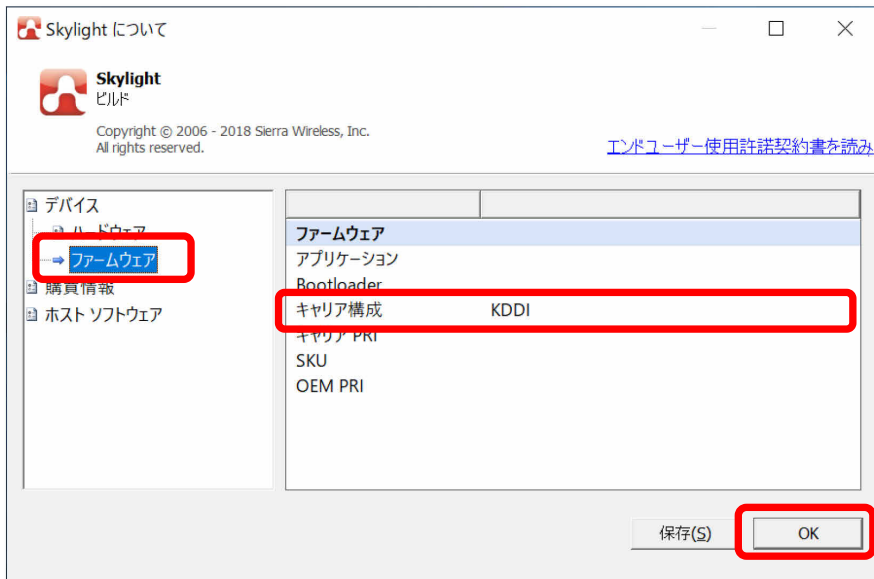 Skylight について
Skylight
ビルド
Copyright © 2006 - 2018 Sierra Wireless, Inc.
All rights reserved.
エンドユーザー使用許諾契約書を読み
デバイス
ハードウェア
ファームウェア
購買情報
ホスト ソフトウェア
ファームウェア
アプリケーション
Bootloader
キャリア構成 KDDI
キャリア PRI
SKU
OEM PRI
保存(S) OK